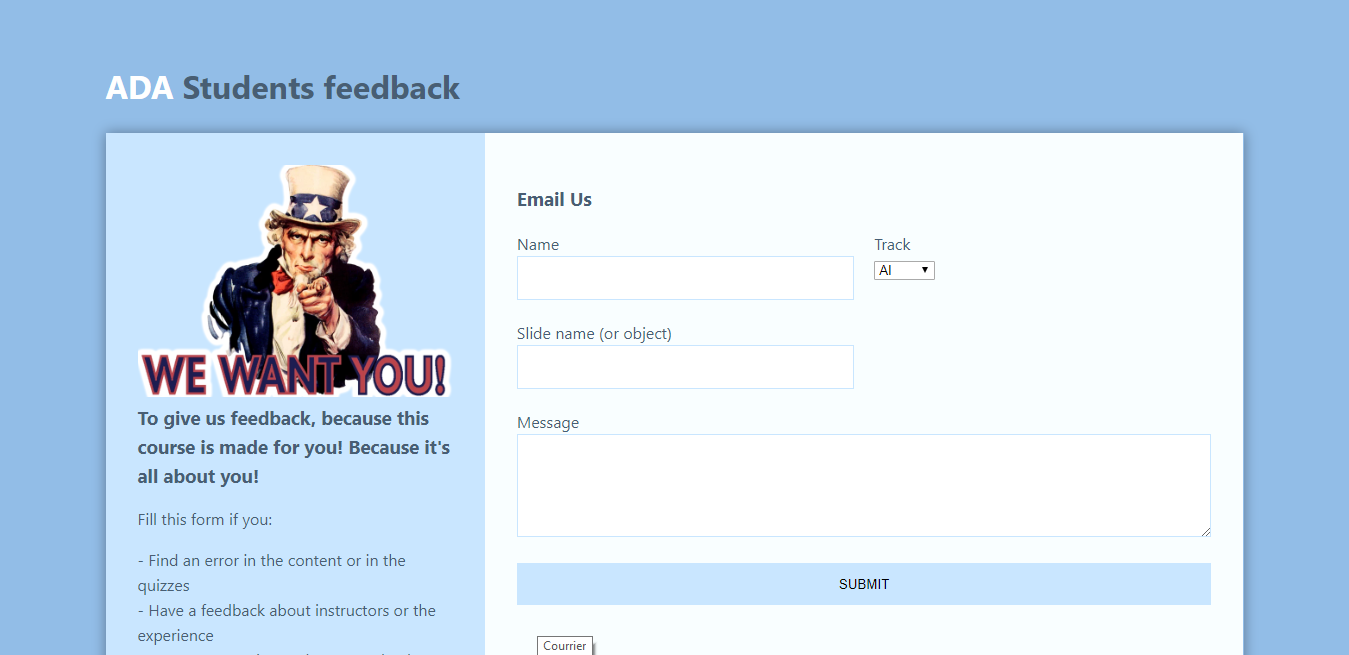 ADA Students feedback
WE WANT YOU!
To give us feedback, because this
course is made for you! Because it's
all about you!
Fill this form if you:
- Find an error in the content or in the
quizzes
- Have a feedback about instructors or the
experience
Email Us
Name
Track
AI
Slide name (or object)
Message
SUBMIT
Courrier